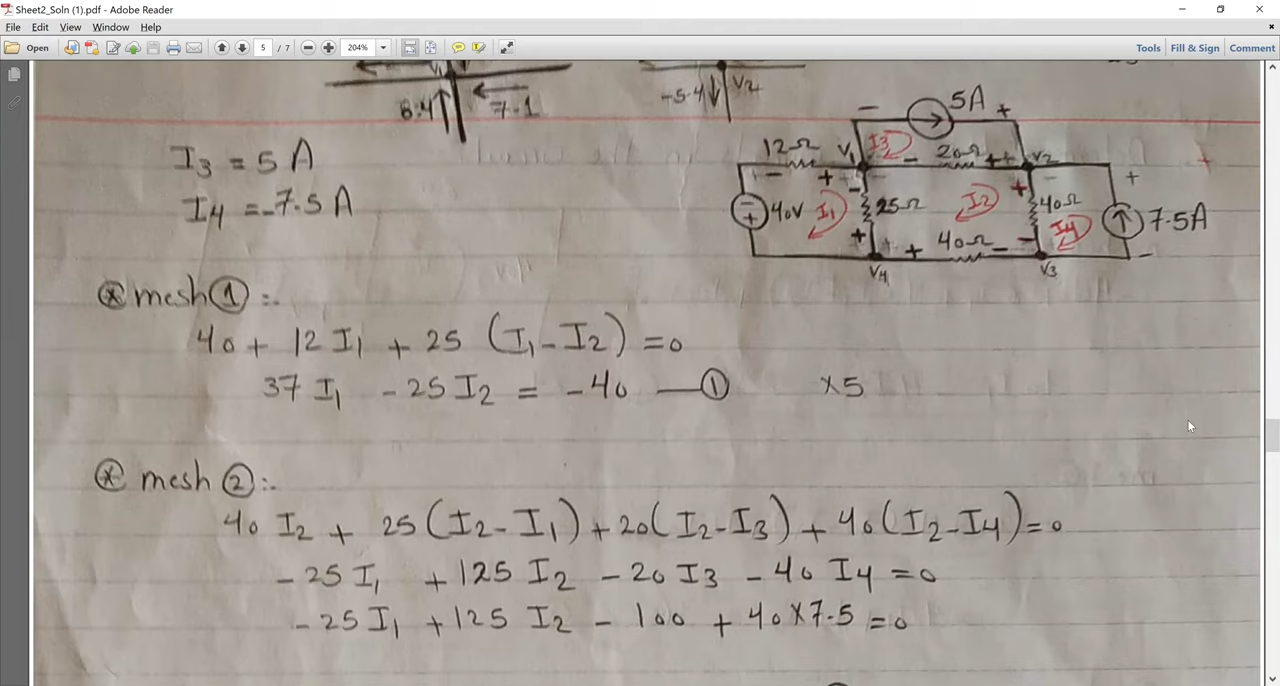 Sheet2_Soln (1).pdf - Adobe Reader
File Edit View Window Help
Open 5 / 7 204% Tools Fill & Sign Comment
V1
6.4 7.1
-5.4 V2
I3 = 5 A
I4 = -7.5 A
- 5A +
12Ω V1 I3 - 20Ω ++ V2
- + + - - +
- + 40V I1 - 25Ω I2 + 40Ω I4 7.5A
+ + + 40Ω - - -
V4 V3
⊛ mesh ① :.
40 + 12 I1 + 25 (I1 - I2) = 0
37 I1 - 25 I2 = -40 —① ×5
⊛ mesh ② :.
40 I2 + 25 (I2 - I1) + 20 (I2 - I3) + 40 (I2 - I4) = 0
-25 I1 + 125 I2 - 20 I3 - 40 I4 = 0
-25 I1 + 125 I2 - 100 + 40×7.5 = 0